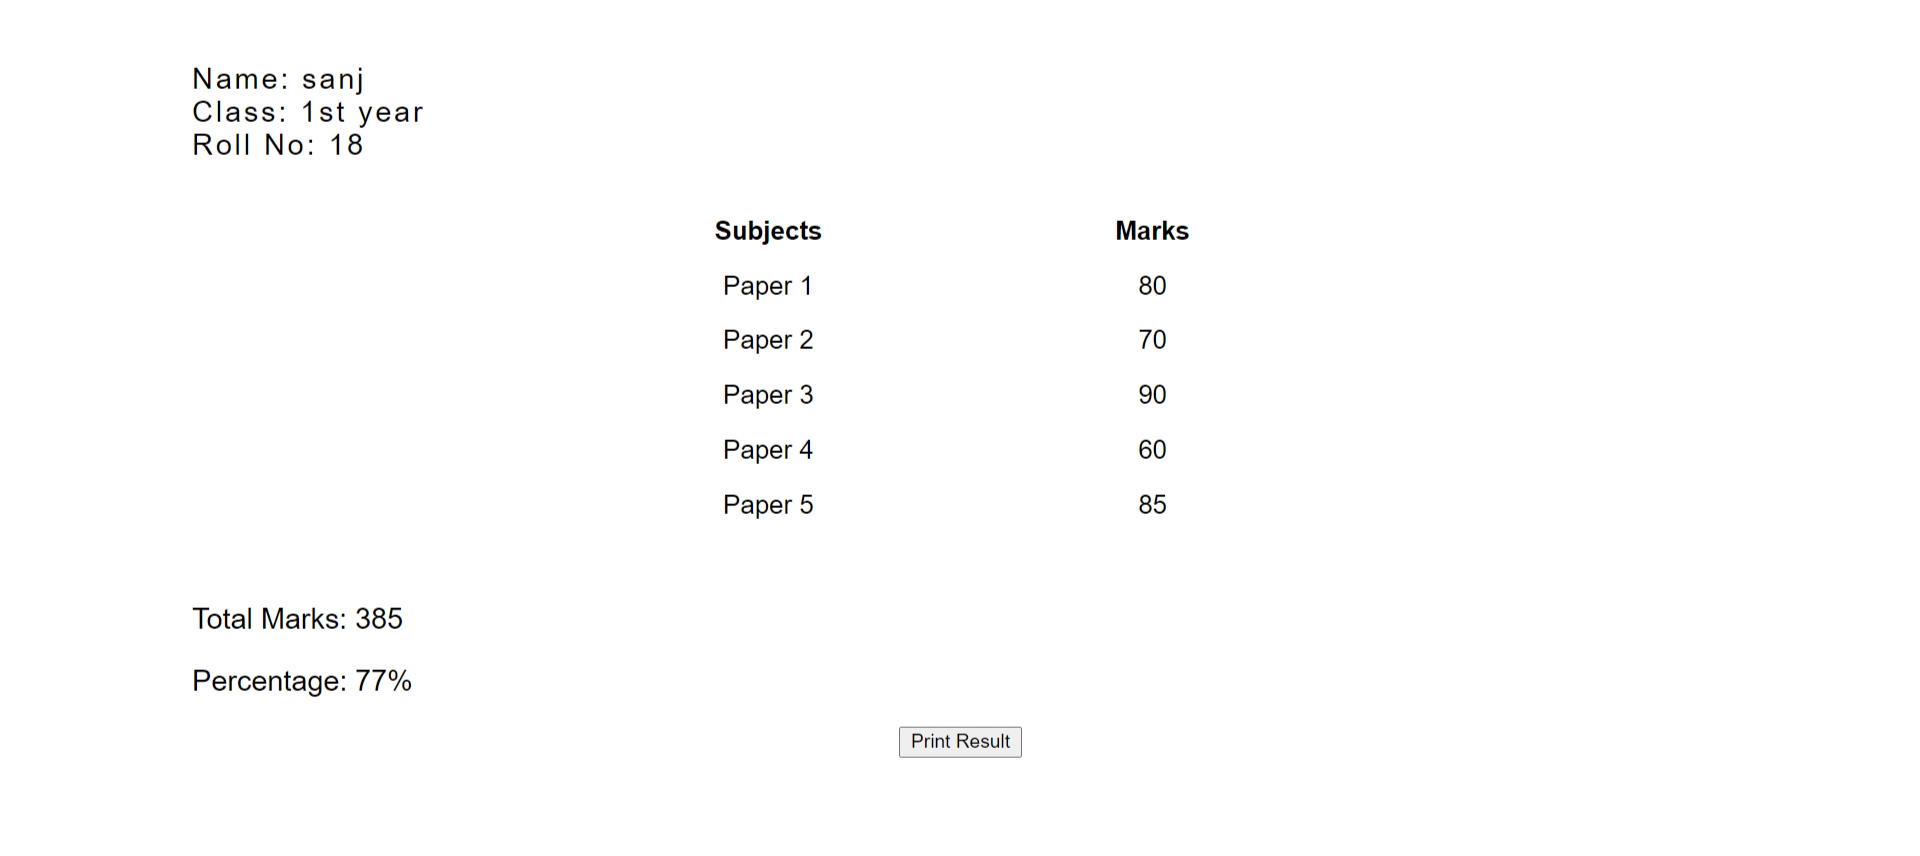 Name: sanj
Class: 1st year
Roll No: 18
Subjects Marks
Paper 1 80
Paper 2 70
Paper 3 90
Paper 4 60
Paper 5 85
Total Marks: 385
Percentage: 77%
Print Result